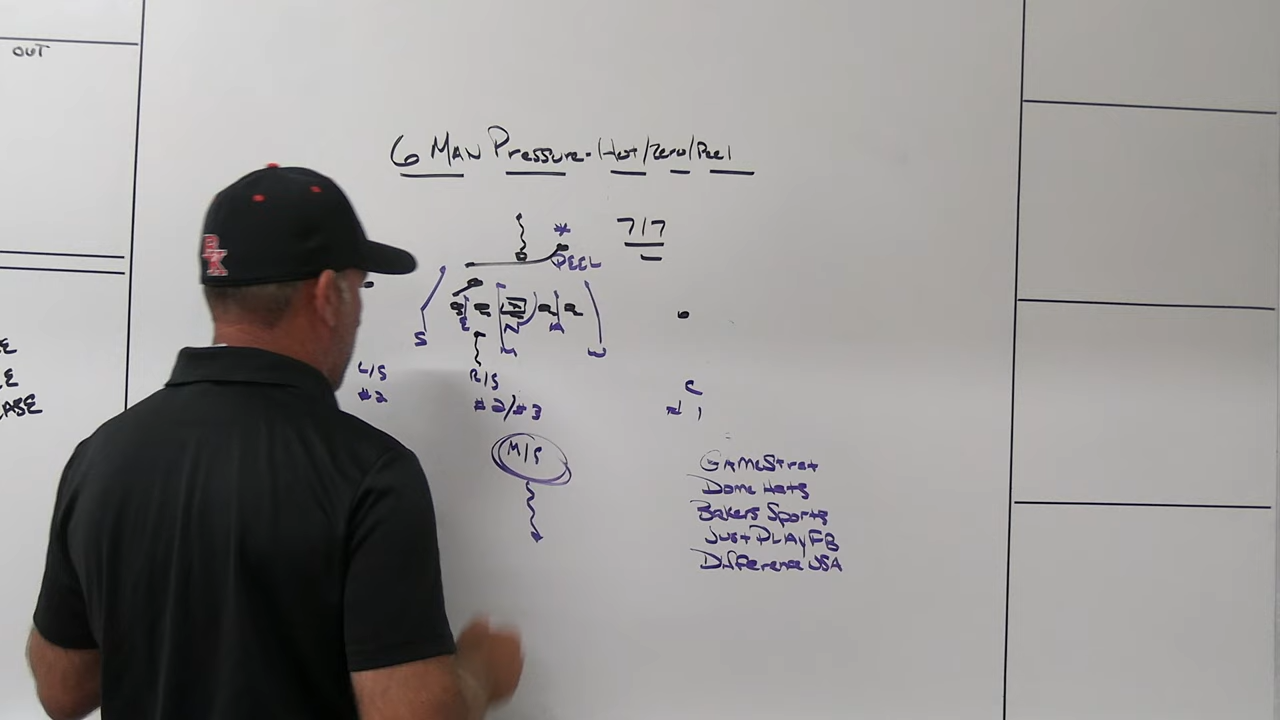 OUT
6 MAN Pressure-Hot/Zero/Peel
7/7
*
PEEL
S
E
N
L/S
R/S
C
#2
#2/#3
#1
M/S
GAMeStrat
Dome Hats
Bakers Sports
Just PLAY FB
Difference USA